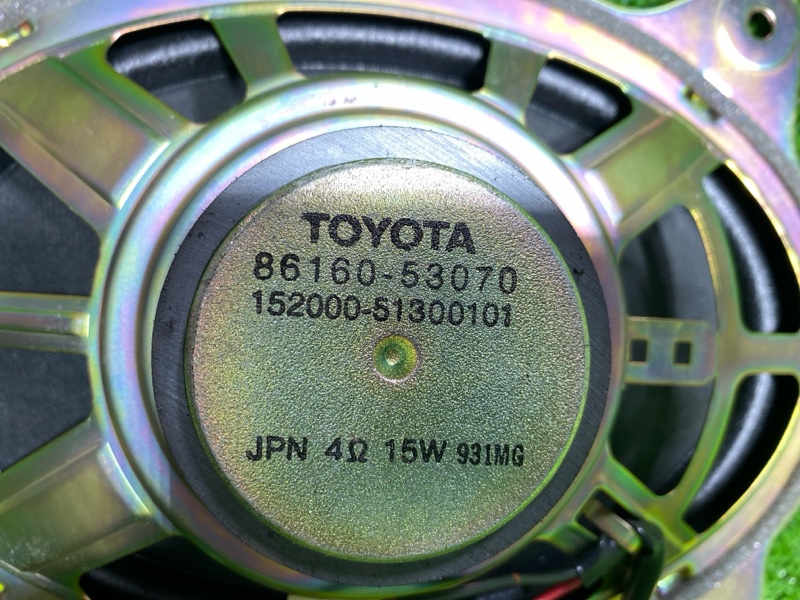 TOYOTA
86160-53070
152000-51300101
JPN 4Ω 15W 931MG